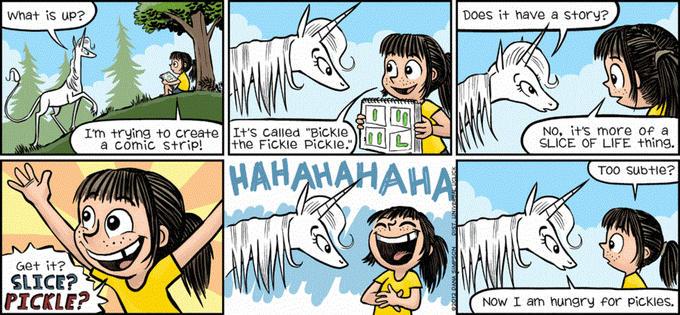 What is up?
I'm trying to create
a comic strip!
It's called "Bickle
the Fickle Pickle."
Does it have a story?
No, it's more of a
SLICE OF LIFE thing.
Get it?
SLICE?
PICKLE?
HAHAHAHAHA
Too subtle?
Now I am hungry for pickles.